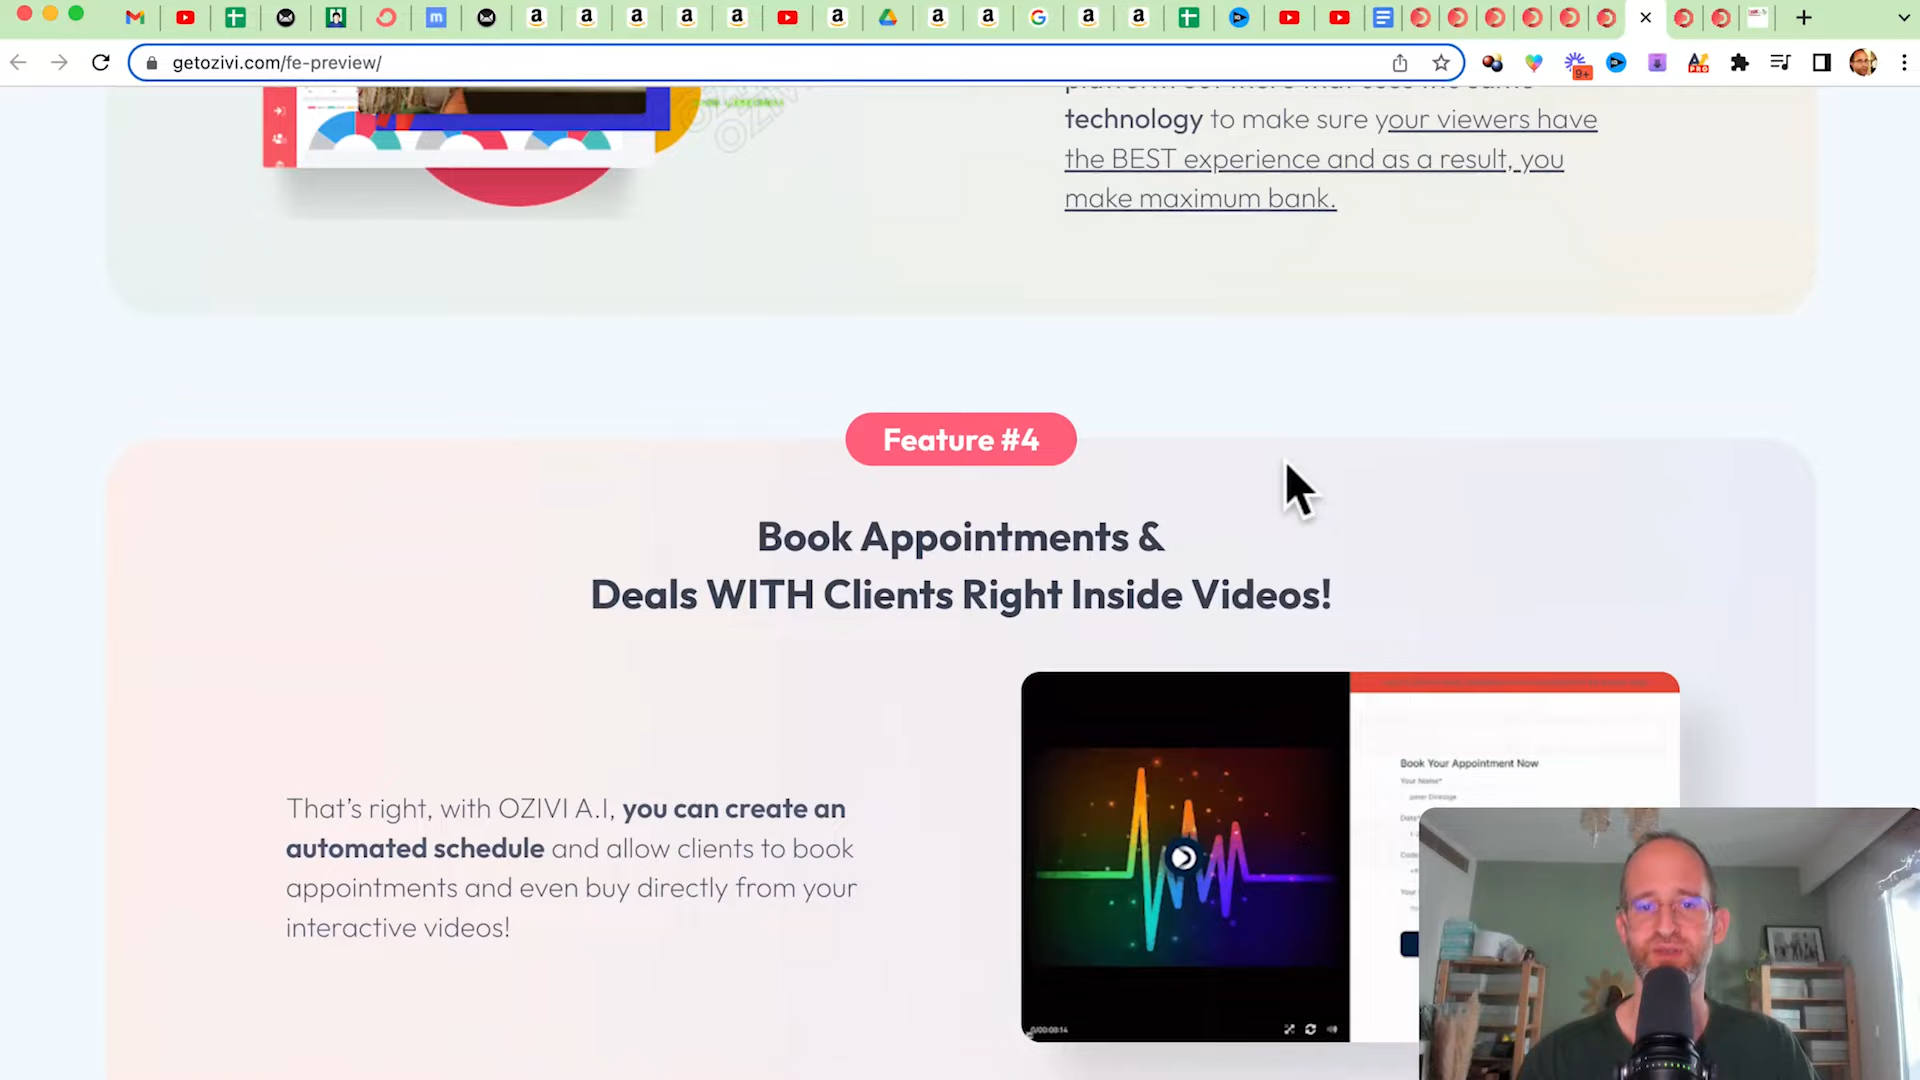 getozivi.com/fe-preview/
9+
technology to make sure your viewers have
the BEST experience and as a result, you
make maximum bank.
Feature #4
Book Appointments &
Deals WITH Clients Right Inside Videos!
That's right, with OZIVI A.I, you can create an
automated schedule and allow clients to book
appointments and even buy directly from your
interactive videos!
Book Your Appointment Now
Your Name*